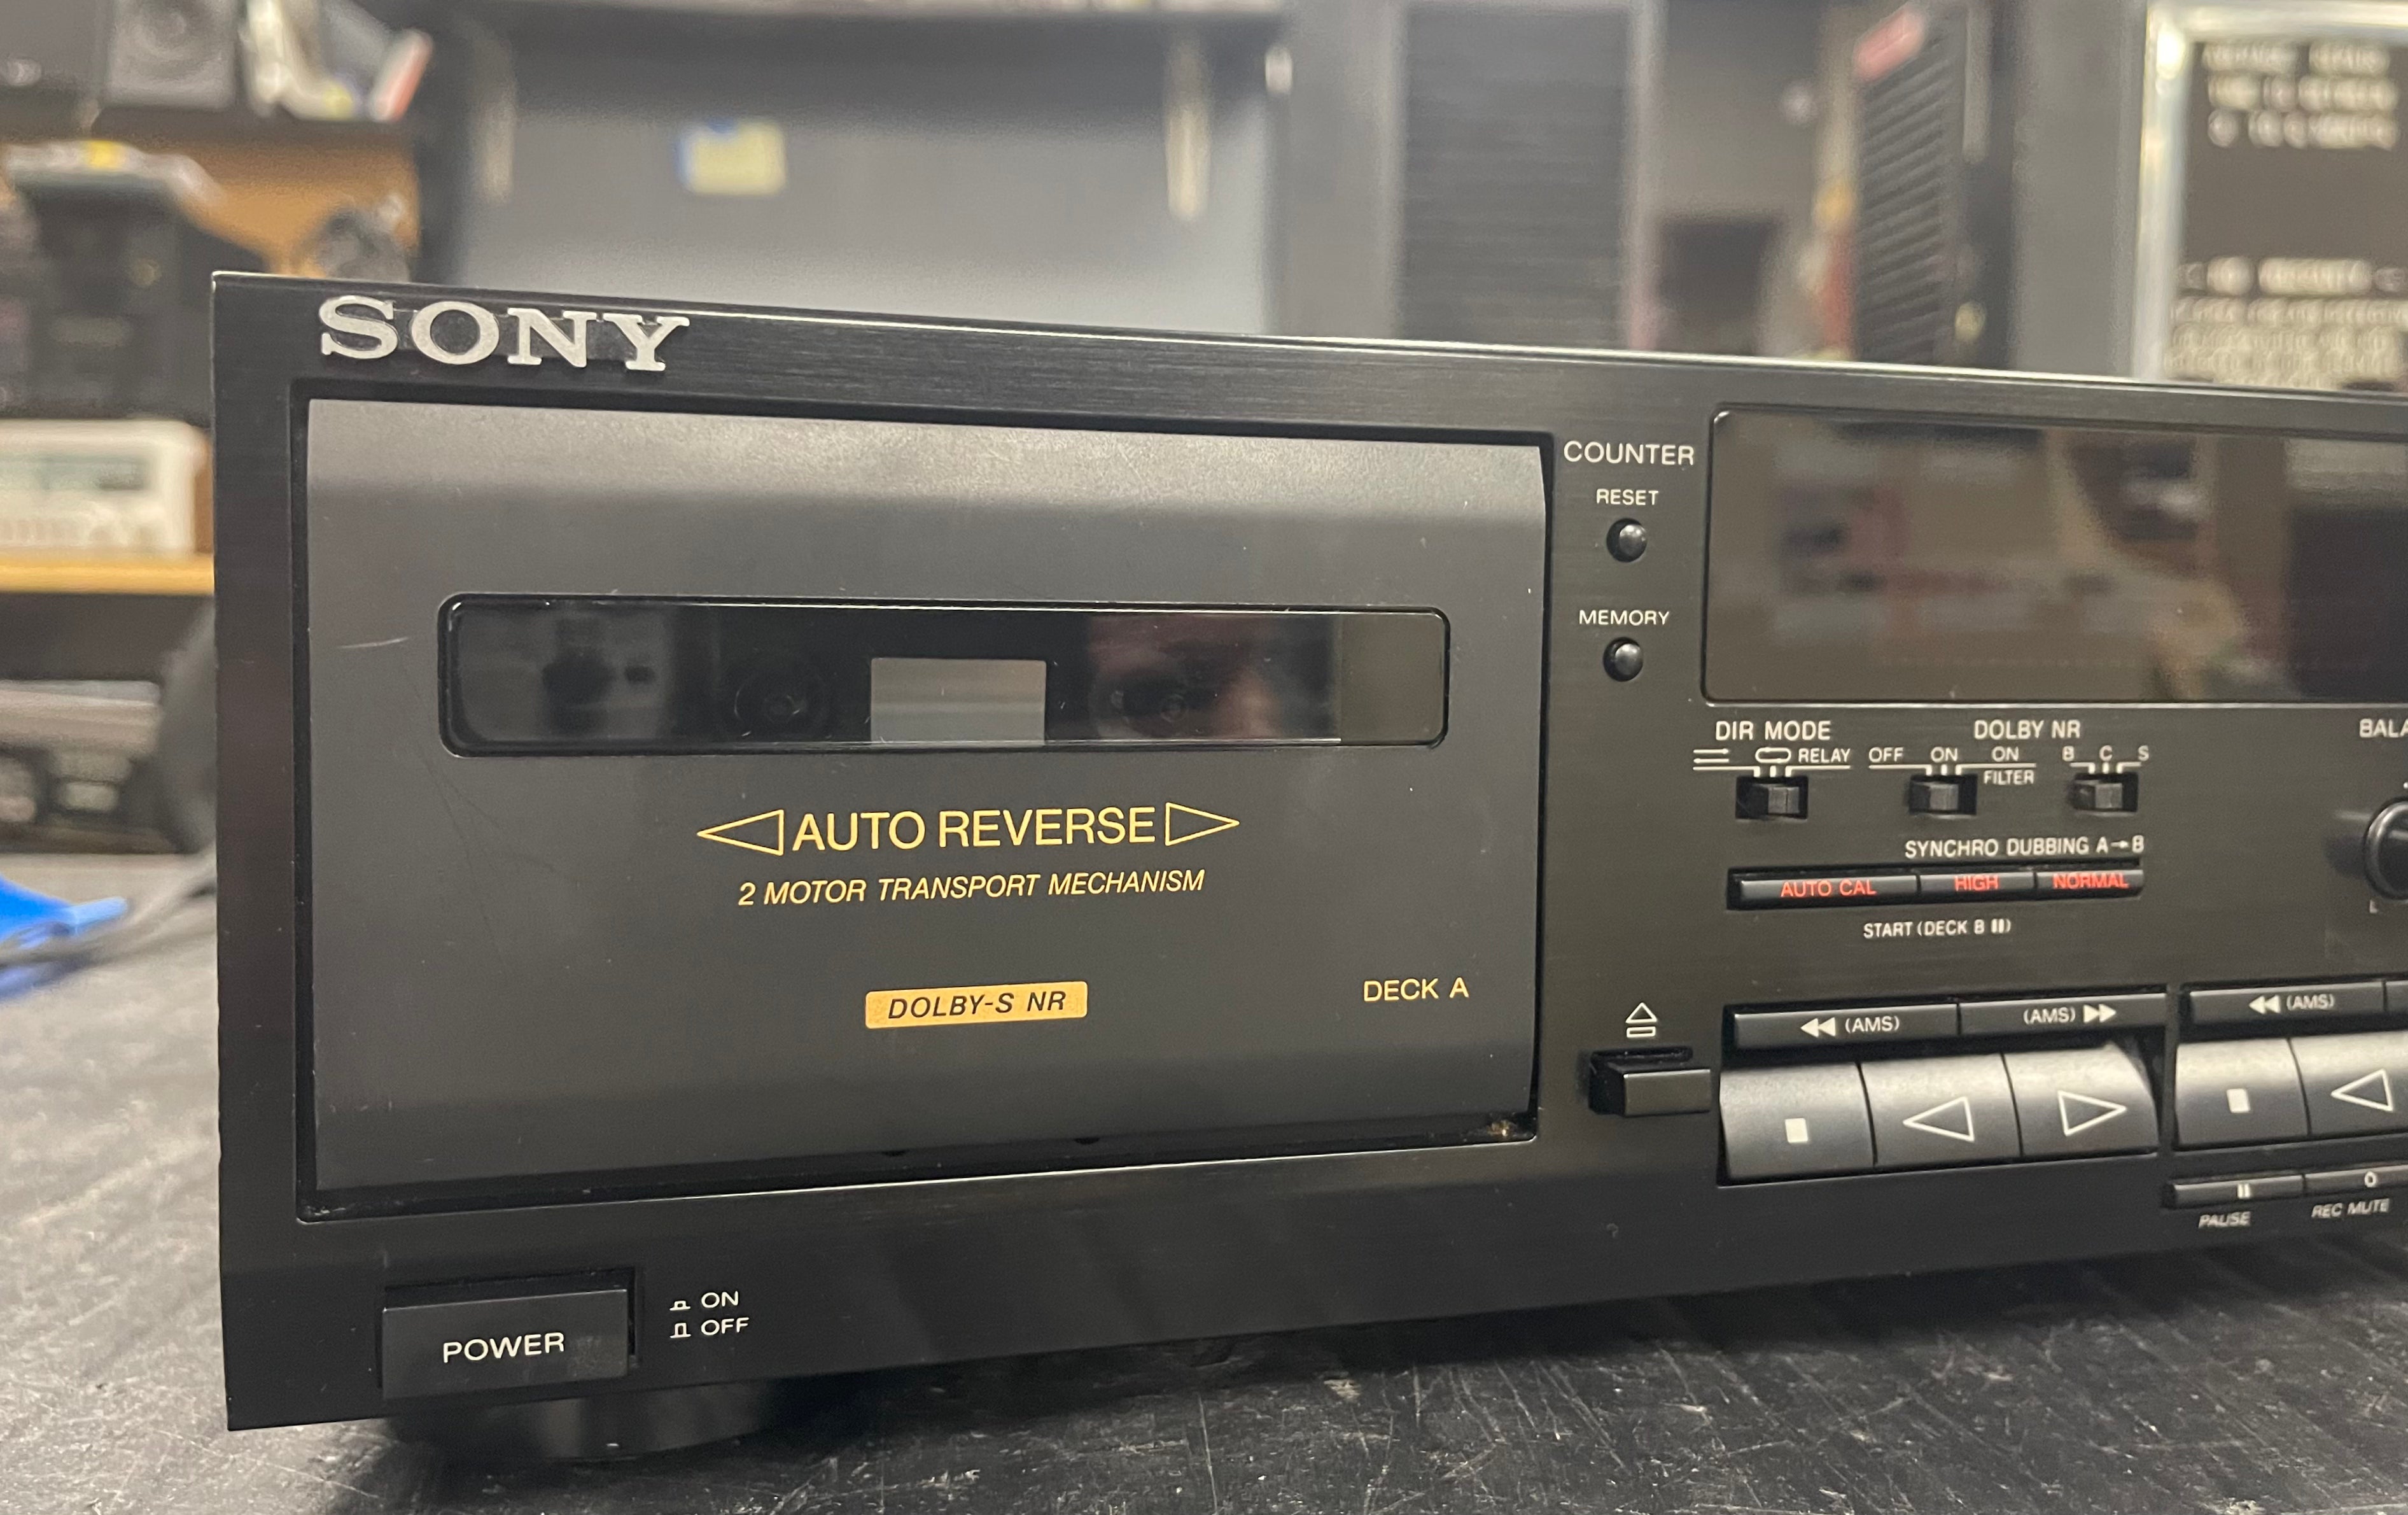 SONY
COUNTER
RESET
MEMORY
DIR MODE
RELAY
DOLBY NR
OFF ON ON
FILTER
B C S
BALA
L
SYNCHRO DUBBING A→B
AUTO CAL HIGH NORMAL
START (DECK B ▮▮)
◁ AUTO REVERSE ▷
2 MOTOR TRANSPORT MECHANISM
DOLBY-S NR
DECK A
◀◀ (AMS) (AMS) ▶▶
◀◀ (AMS)
PAUSE
REC MUTE
POWER
ON
OFF